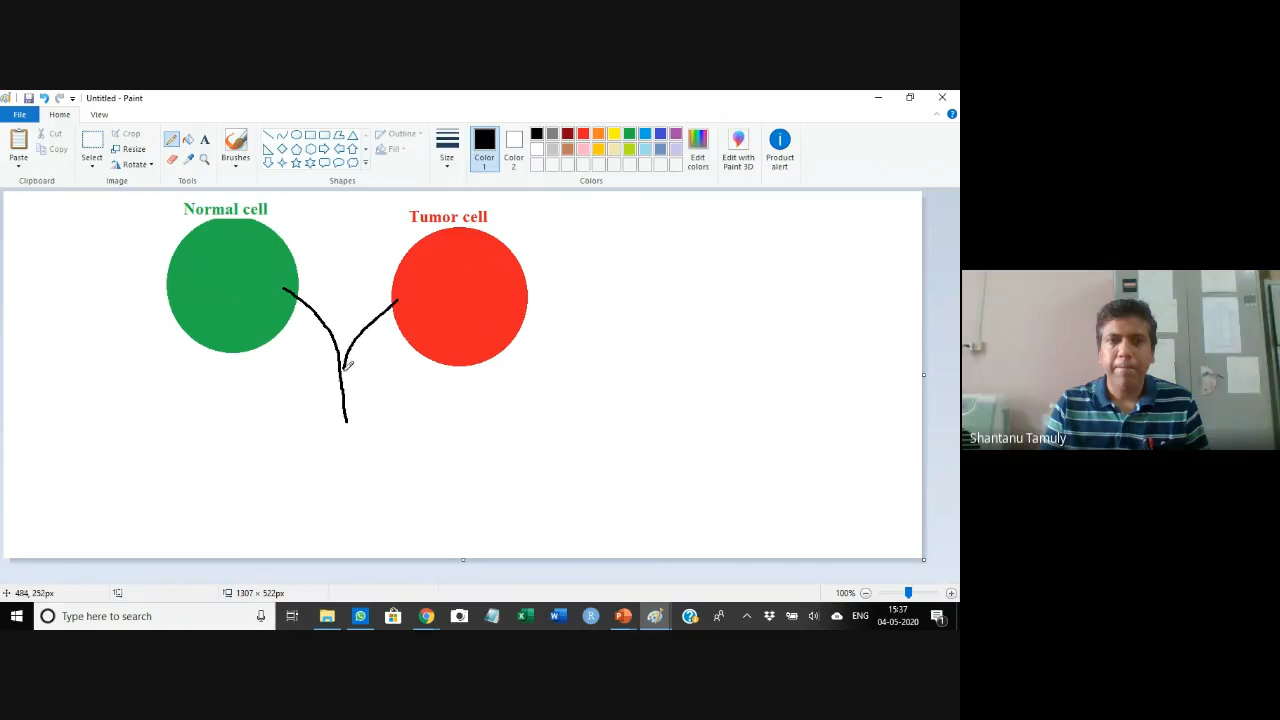 Untitled - Paint
File
Home
View
Paste
Cut
Copy
Clipboard
Select
Crop
Resize
Rotate
Image
Tools
Brushes
Shapes
Outline
Fill
Size
Color
1
Color
2
Edit
colors
Colors
Edit with
Paint 3D
Product
alert
Normal cell
Tumor cell
Shantanu Tamuly
484, 252px
1307 × 522px
100%
Type here to search
ENG
15:37
04-05-2020